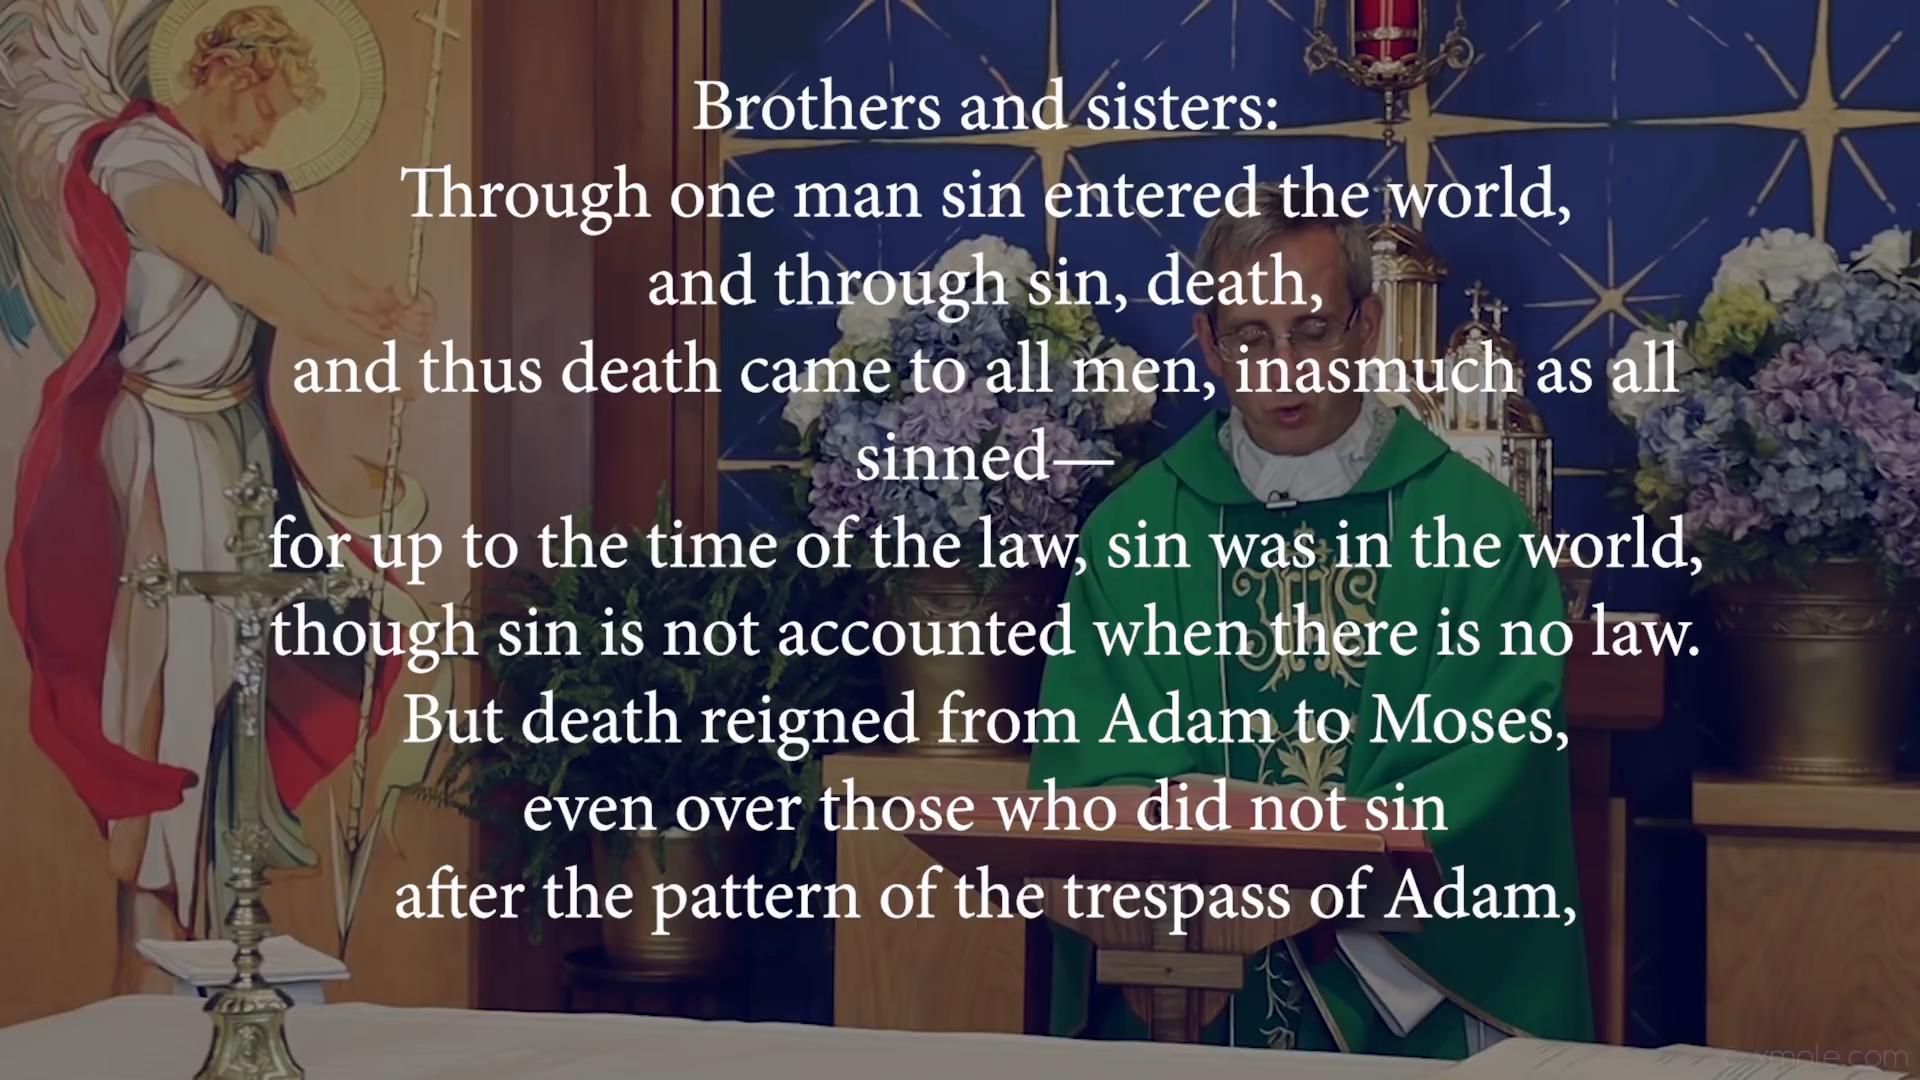 Brothers and sisters:
Through one man sin entered the world,
and through sin, death,
and thus death came to all men, inasmuch as all
sinned—
for up to the time of the law, sin was in the world,
though sin is not accounted when there is no law.
But death reigned from Adam to Moses,
even over those who did not sin
after the pattern of the trespass of Adam,
IHS